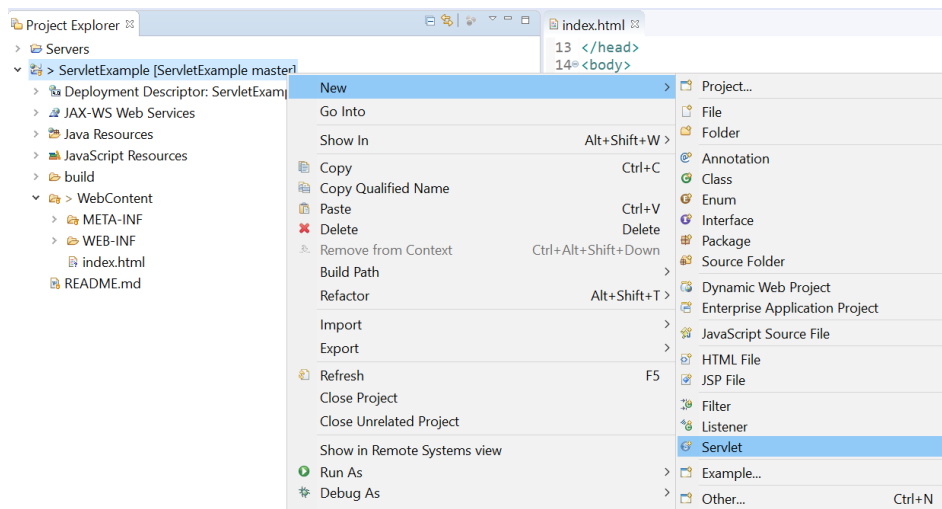 Project Explorer
index.html
Servers
> ServletExample [ServletExample master]
Deployment Descriptor: ServletExamp
JAX-WS Web Services
Java Resources
JavaScript Resources
build
> WebContent
META-INF
WEB-INF
index.html
README.md
13 </head>
14 <body>
New
Go Into
Show In Alt+Shift+W >
Copy Ctrl+C
Copy Qualified Name
Paste Ctrl+V
Delete Delete
Remove from Context Ctrl+Alt+Shift+Down
Build Path
Refactor Alt+Shift+T >
Import
Export
Refresh F5
Close Project
Close Unrelated Project
Show in Remote Systems view
Run As
Debug As
Project...
File
Folder
Annotation
Class
Enum
Interface
Package
Source Folder
Dynamic Web Project
Enterprise Application Project
JavaScript Source File
HTML File
JSP File
Filter
Listener
Servlet
Example...
Other... Ctrl+N